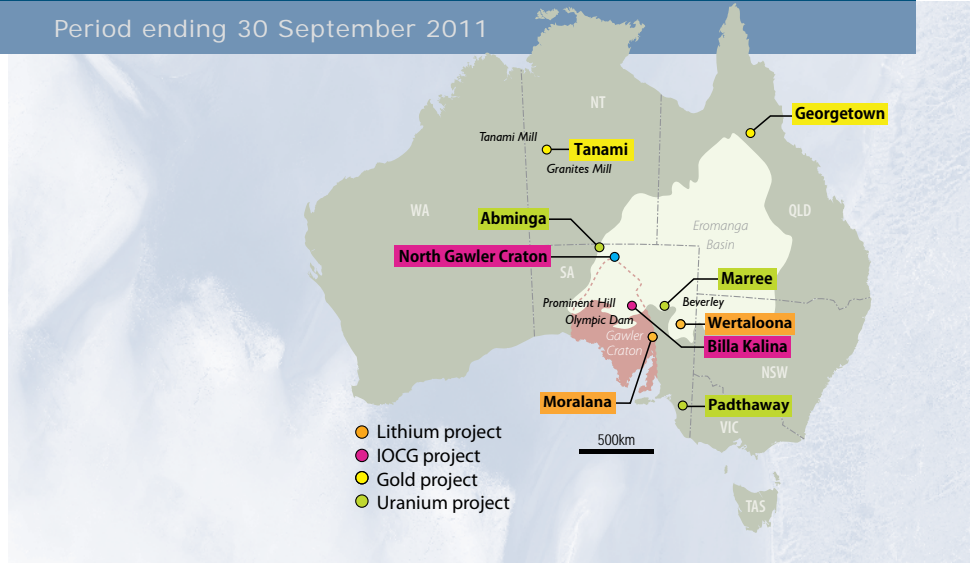 Period ending 30 September 2011
NT
Georgetown
Tanami Mill
Tanami
Granites Mill
WA
QLD
Abminga
Eromanga
Basin
North Gawler Craton
SA
Marree
Prominent Hill
Beverley
Olympic Dam
Wertaloona
Gawler
Craton
Billa Kalina
NSW
Moralana
Padthaway
VIC
Lithium project
500km
IOCG project
Gold project
Uranium project
TAS